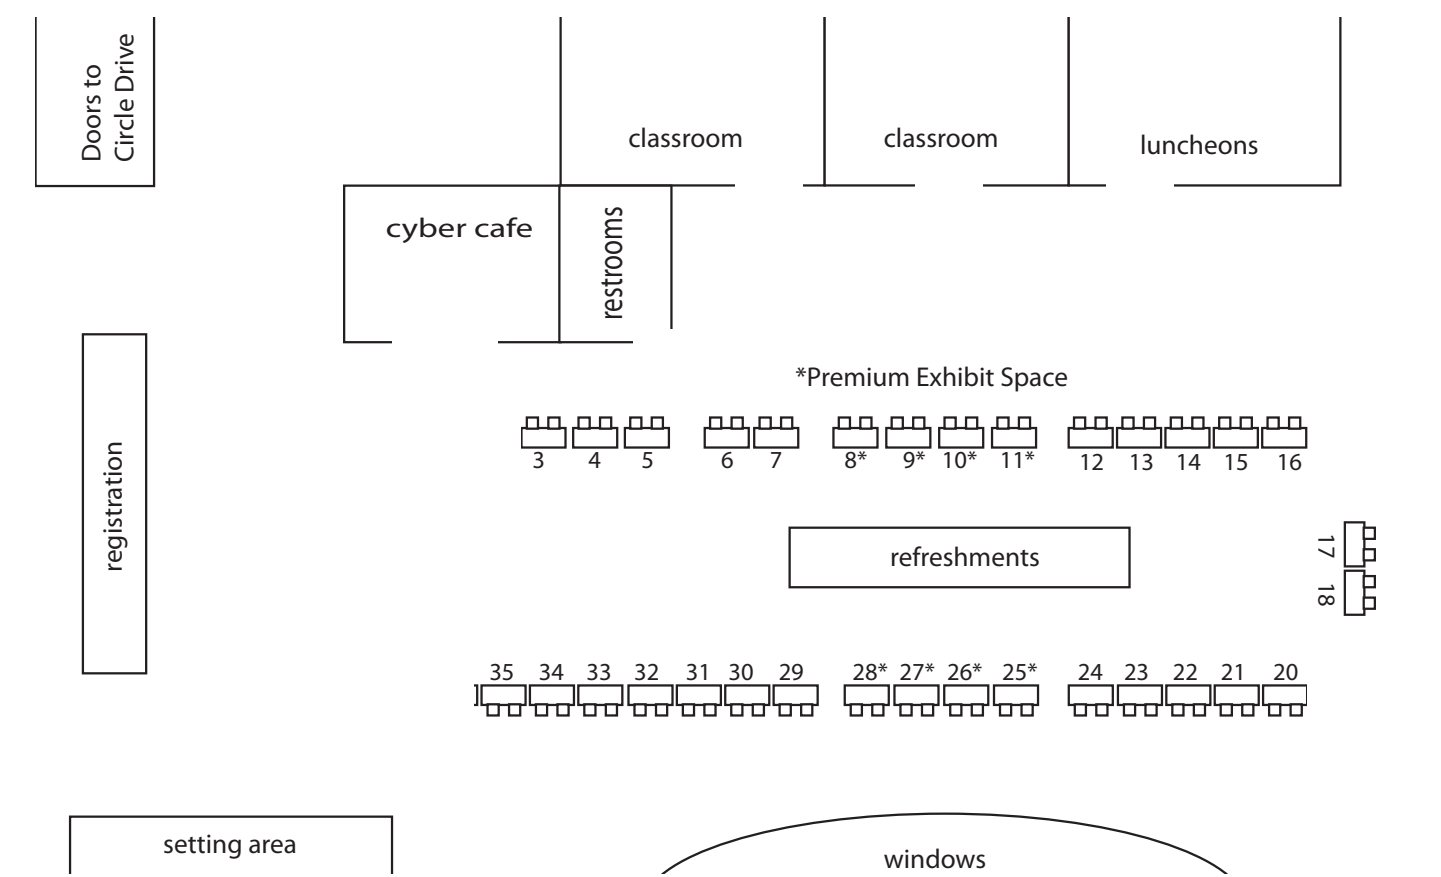 Doors to
Circle Drive
classroom
classroom
luncheons
cyber cafe
restrooms
registration
*Premium Exhibit Space
3 4 5 6 7 8* 9* 10* 11* 12 13 14 15 16
refreshments
17
18
35 34 33 32 31 30 29 28* 27* 26* 25* 24 23 22 21 20
setting area
windows